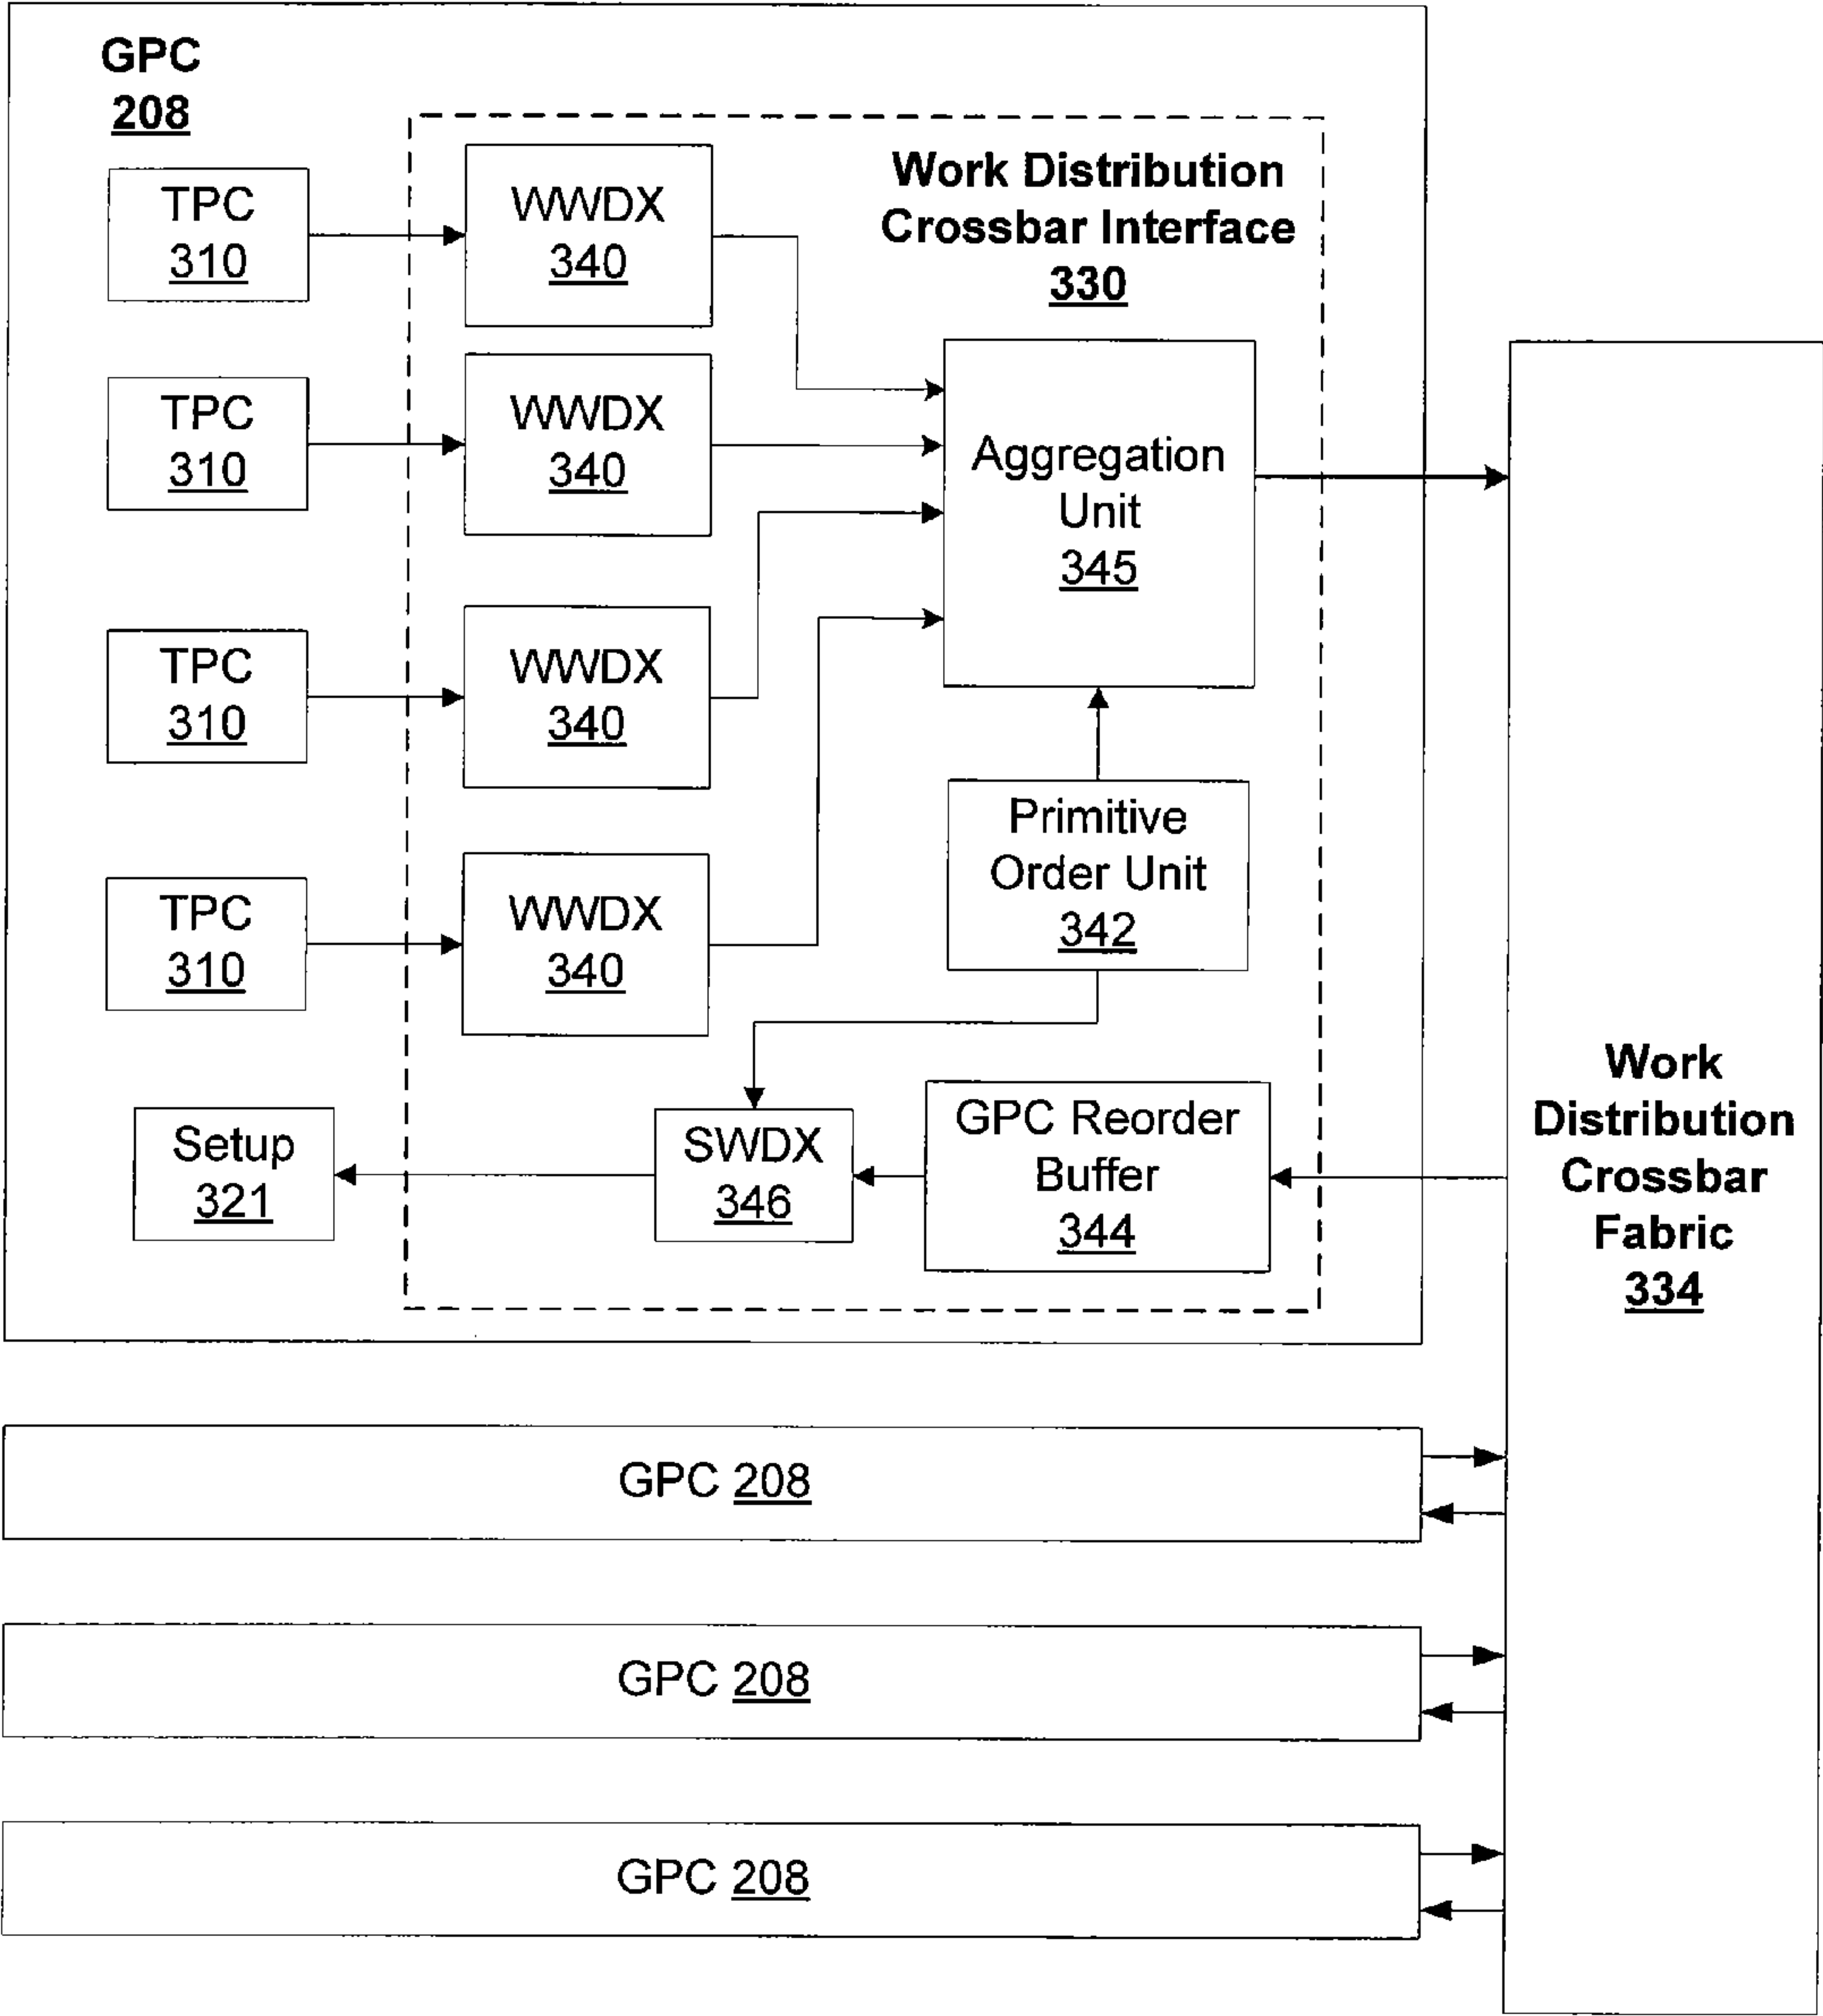 GPC
208
TPC
310
WWDX
340
Work Distribution
Crossbar Interface
330
TPC
310
WWDX
340
Aggregation
Unit
345
TPC
310
WWDX
340
Primitive
Order Unit
342
TPC
310
WWDX
340
Setup
321
SWDX
346
GPC Reorder
Buffer
344
Work
Distribution
Crossbar
Fabric
334
GPC 208
GPC 208
GPC 208